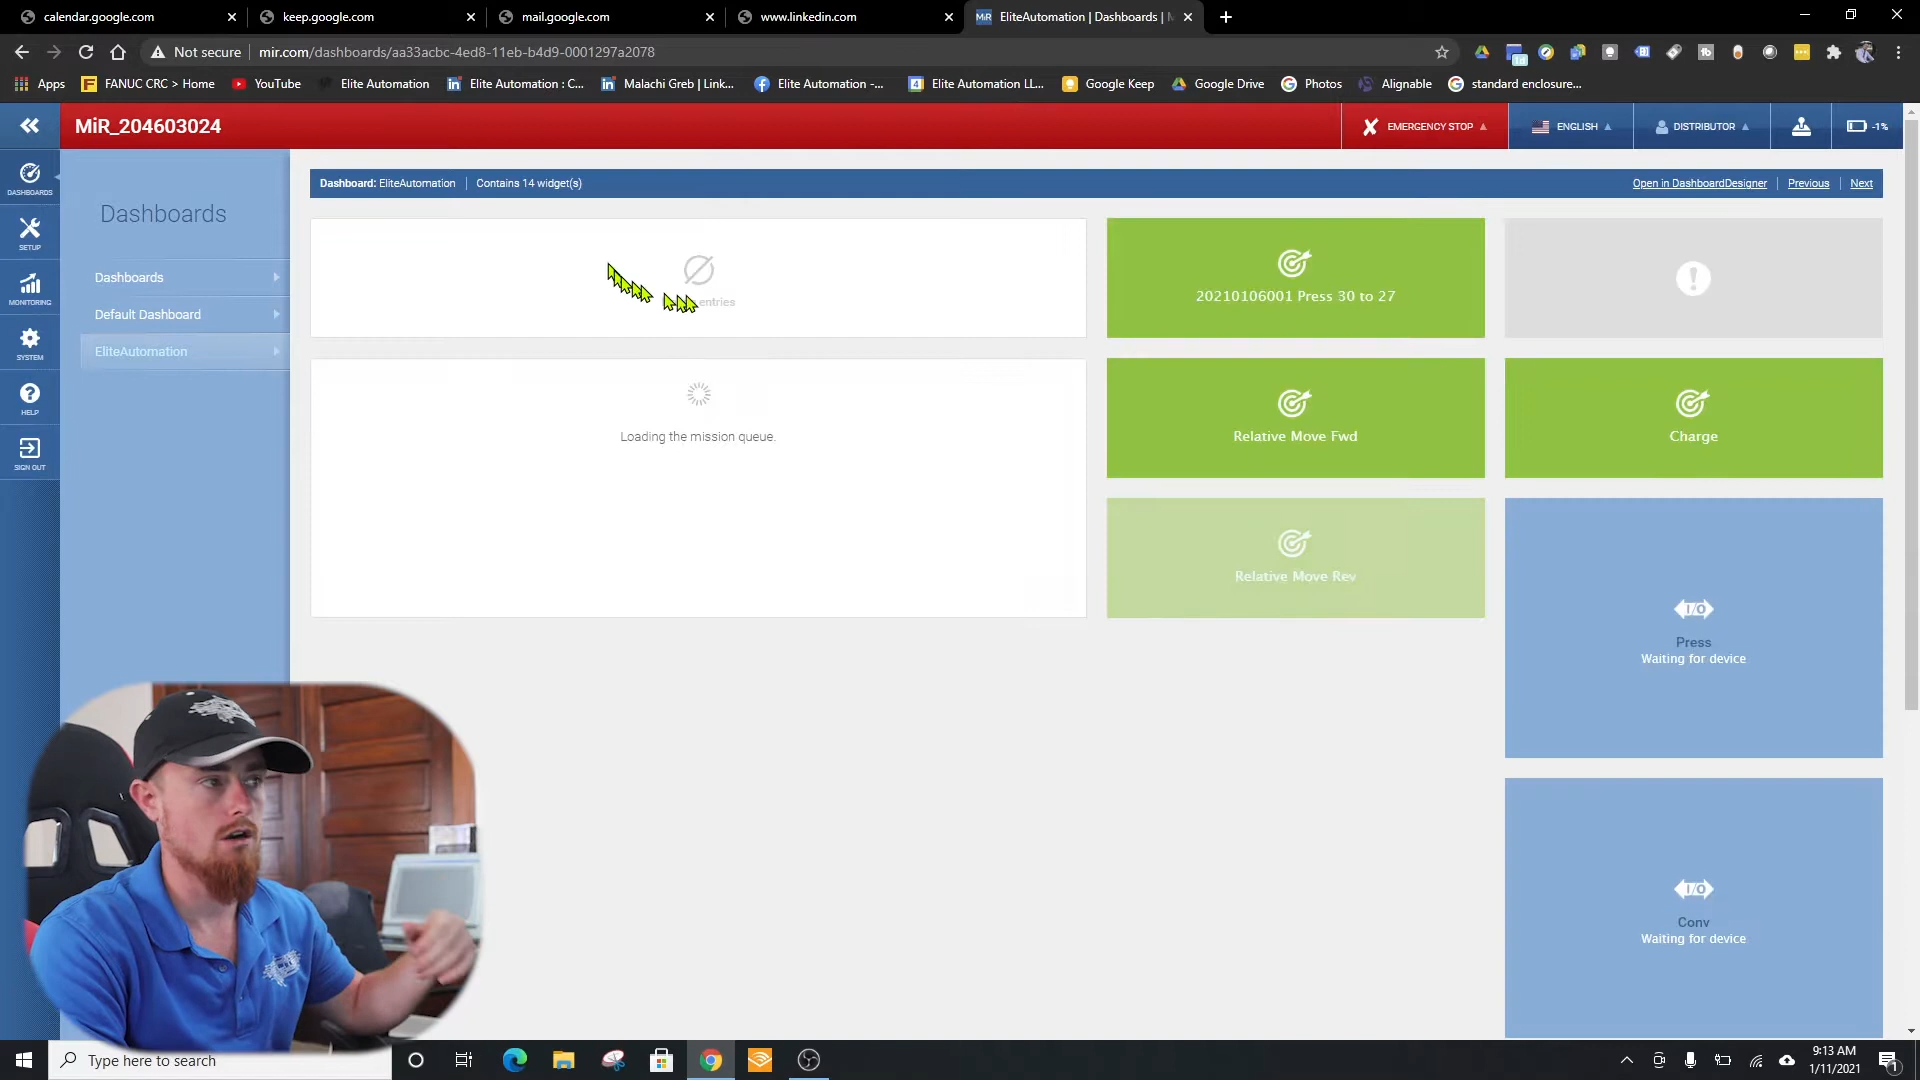 calendar.google.com
keep.google.com
mail.google.com
www.linkedin.com
MiR EliteAutomation | Dashboards |
Not secure | mir.com/dashboards/aa33acbc-4ed8-11eb-b4d9-0001297a2078
1d
Apps
FANUC CRC > Home
YouTube
Elite Automation
Elite Automation : C...
Malachi Greb | Link...
Elite Automation -...
Elite Automation LL...
Google Keep
Google Drive
Photos
Alignable
standard enclosure...
MiR_204603024
EMERGENCY STOP
ENGLISH
DISTRIBUTOR
-1%
DASHBOARDS
SETUP
MONITORING
SYSTEM
HELP
SIGN OUT
Dashboards
Dashboards
Default Dashboard
EliteAutomation
Dashboard: EliteAutomation | Contains 14 widget(s)
Open in DashboardDesigner | Previous | Next
entries
Loading the mission queue.
20210106001 Press 30 to 27
Relative Move Fwd
Charge
Relative Move Rev
I/O
Press
Waiting for device
I/O
Conv
Waiting for device
Type here to search
9:13 AM
1/11/2021
1